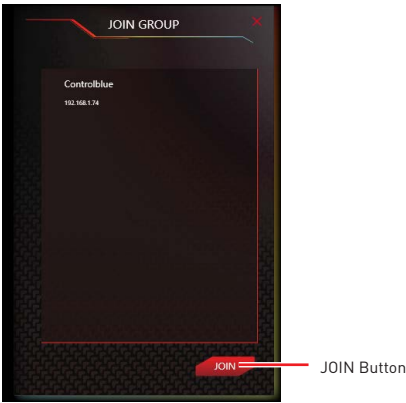 JOIN GROUP
Controlblue
192.168.1.74
JOIN
JOIN Button